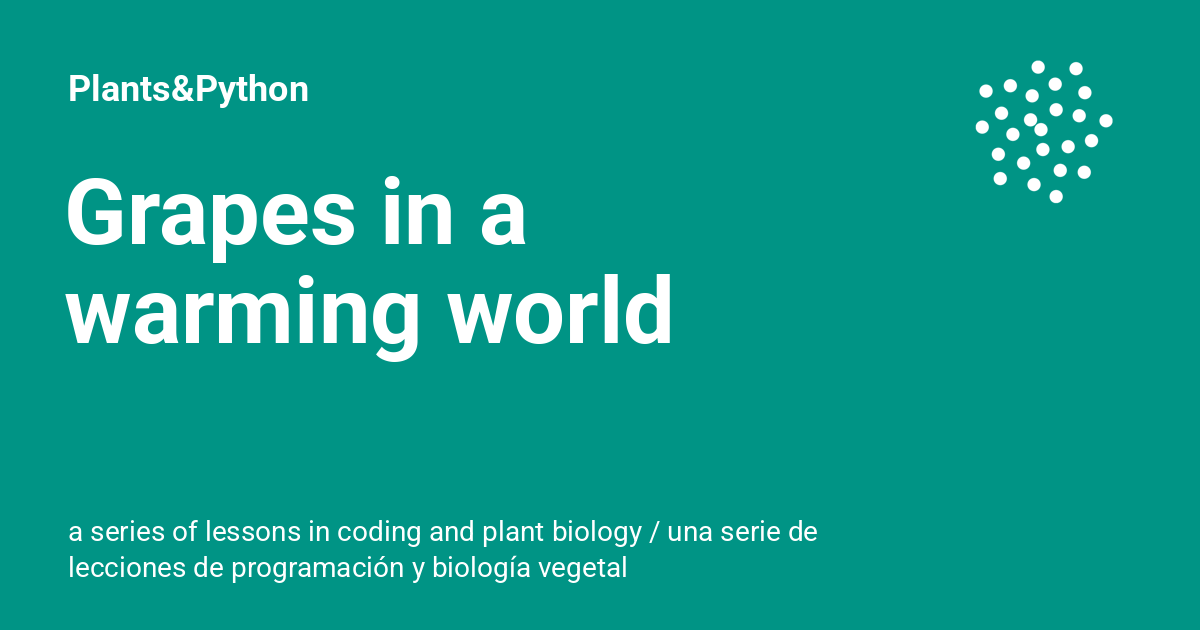 Plants&Python
Grapes in a
warming world
a series of lessons in coding and plant biology / una serie de
lecciones de programación y biología vegetal